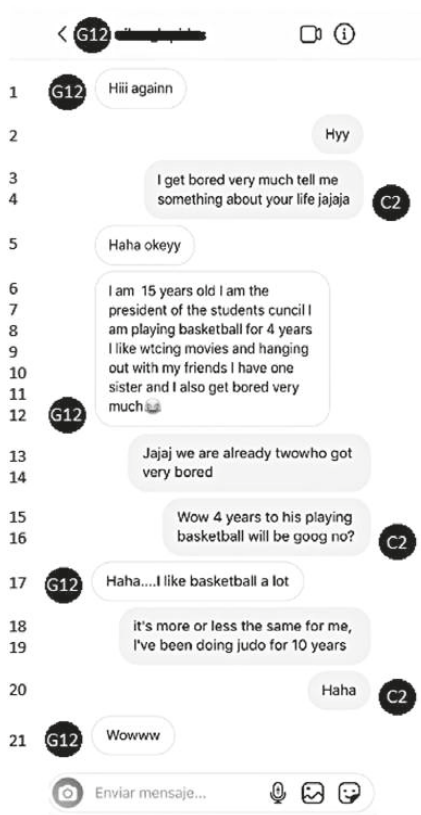 G12
1 G12 Hiii againn
2 Hyy
3 I get bored very much tell me
4 something about your life jajaja C2
5 Haha okeyy
6 I am 15 years old I am the
7 president of the students cuncil I
8 am playing basketball for 4 years
9 I like wtcing movies and hanging
10 out with my friends I have one
11 sister and I also get bored very
12 G12 much😂
13 Jajaj we are already twowho got
14 very bored
15 Wow 4 years to his playing
16 basketball will be goog no? C2
17 G12 Haha....I like basketball a lot
18 it's more or less the same for me,
19 I've been doing judo for 10 years
20 Haha C2
21 G12 Wowww
Enviar mensaje...